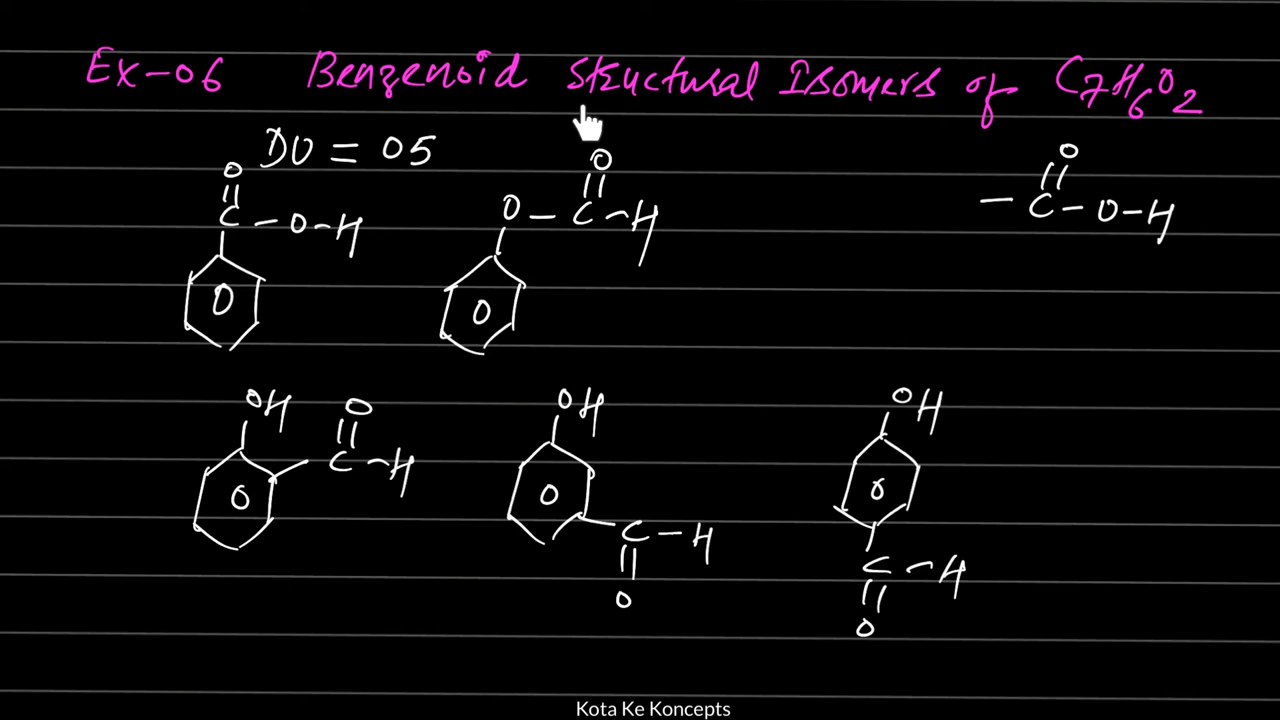 Ex-06 Benzenoid Structural Isomers of C7H6O2
DU = 05
O
C - O - H
O
O - C - H
O
- C - O - H
OH
O
C - H
OH
C - H
O
OH
C - H
O
Kota Ke Koncepts